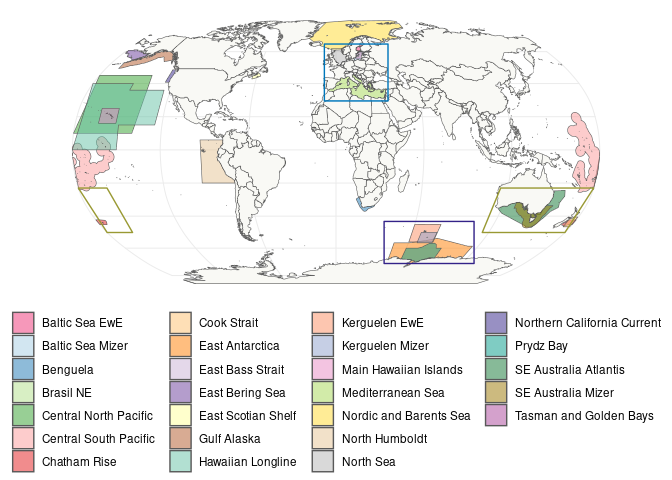 Baltic Sea EwE
Baltic Sea Mizer
Benguela
Brasil NE
Central North Pacific
Central South Pacific
Chatham Rise
Cook Strait
East Antarctica
East Bass Strait
East Bering Sea
East Scotian Shelf
Gulf Alaska
Hawaiian Longline
Kerguelen EwE
Kerguelen Mizer
Main Hawaiian Islands
Mediterranean Sea
Nordic and Barents Sea
North Humboldt
North Sea
Northern California Current
Prydz Bay
SE Australia Atlantis
SE Australia Mizer
Tasman and Golden Bays